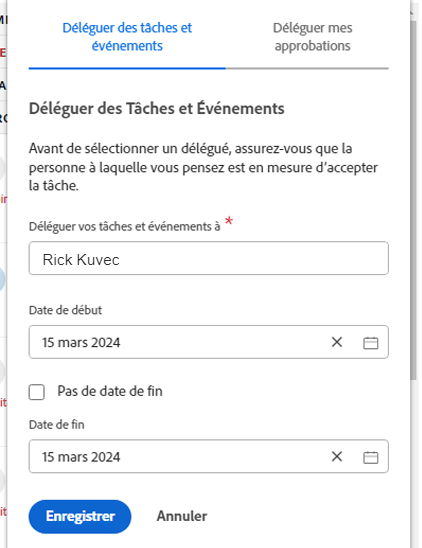 Déléguer des tâches et
événements
Déléguer mes
approbations
Déléguer des Tâches et Événements
Avant de sélectionner un délégué, assurez-vous que la
personne à laquelle vous pensez est en mesure d’accepter
la tâche.
Déléguer vos tâches et événements à *
Rick Kuvec
Date de début
15 mars 2024
Pas de date de fin
Date de fin
15 mars 2024
Enregistrer
Annuler